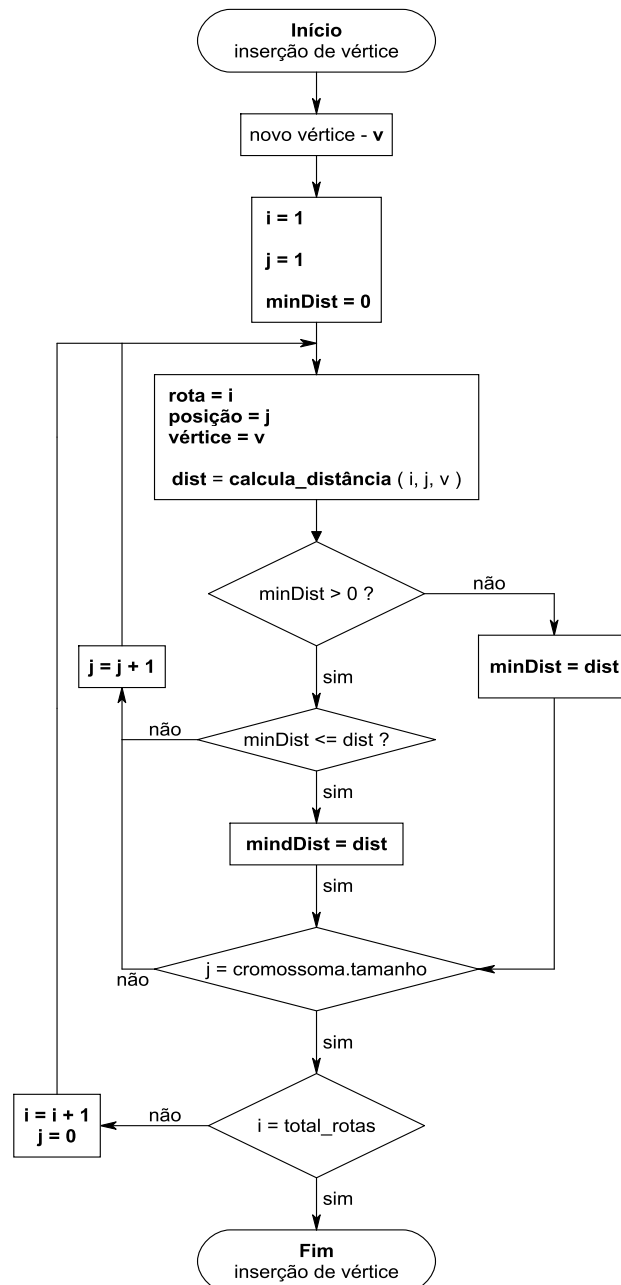 Início
inserção de vértice
novo vértice - v
i = 1
j = 1
minDist = 0
rota = i
posição = j
vértice = v
dist = calcula_distância ( i, j, v )
minDist > 0 ?
não
minDist = dist
j = j + 1
sim
não
minDist <= dist ?
sim
mindDist = dist
sim
não
j = cromossoma.tamanho
sim
i = i + 1
j = 0
não
i = total_rotas
sim
Fim
inserção de vértice